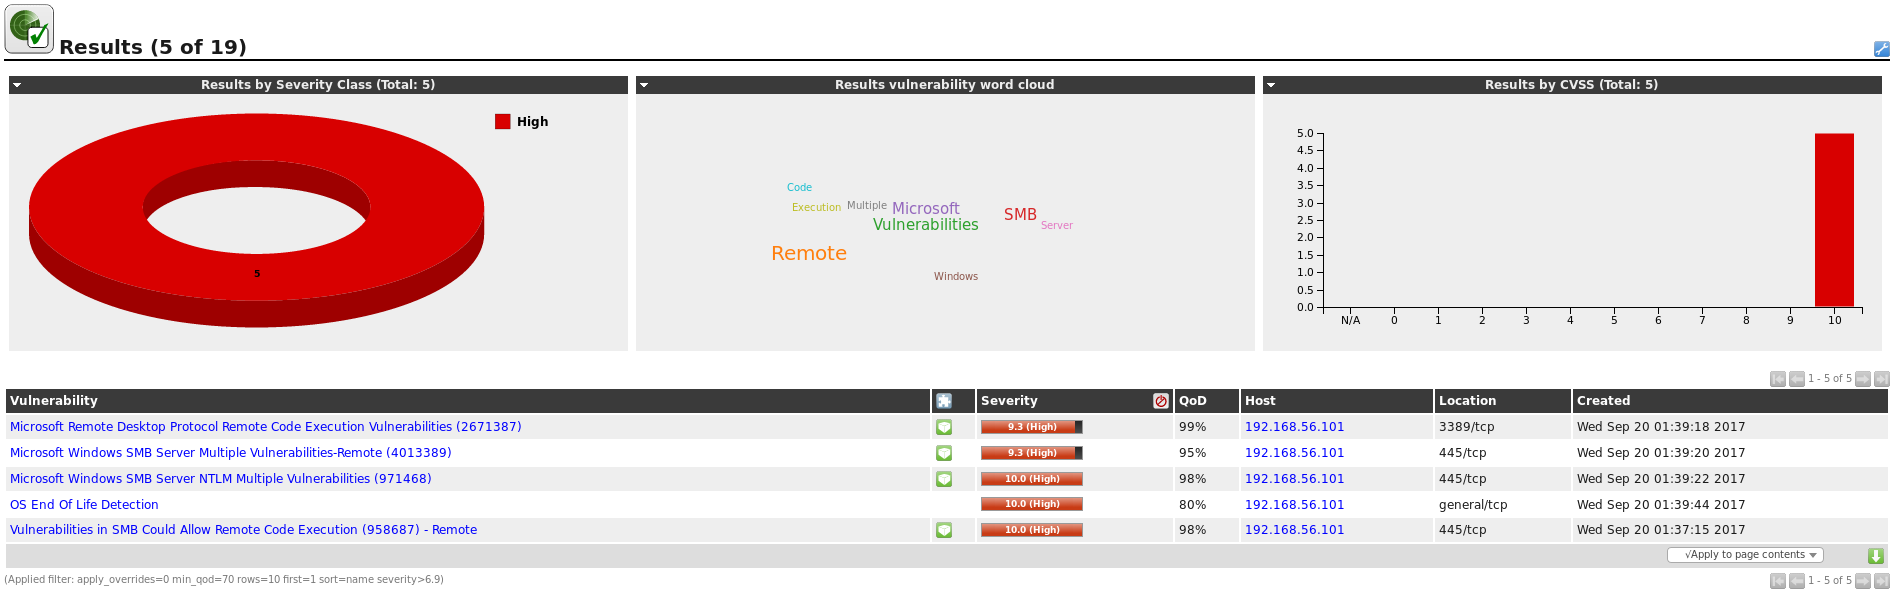 Results (5 of 19)
Results by Severity Class (Total: 5)
High
5
Results vulnerability word cloud
Code
Execution Multiple Microsoft SMB
Vulnerabilities Server
Remote
Windows
Results by CVSS (Total: 5)
5.0
4.5
4.0
3.5
3.0
2.5
2.0
1.5
1.0
0.5
0.0
N/A 0 1 2 3 4 5 6 7 8 9 10
1 - 5 of 5
Vulnerability Severity QoD Host Location Created
Microsoft Remote Desktop Protocol Remote Code Execution Vulnerabilities (2671387) 9.3 (High) 99% 192.168.56.101 3389/tcp Wed Sep 20 01:39:18 2017
Microsoft Windows SMB Server Multiple Vulnerabilities-Remote (4013389) 9.3 (High) 95% 192.168.56.101 445/tcp Wed Sep 20 01:39:20 2017
Microsoft Windows SMB Server NTLM Multiple Vulnerabilities (971468) 10.0 (High) 98% 192.168.56.101 445/tcp Wed Sep 20 01:39:22 2017
OS End Of Life Detection 10.0 (High) 80% 192.168.56.101 general/tcp Wed Sep 20 01:39:44 2017
Vulnerabilities in SMB Could Allow Remote Code Execution (958687) - Remote 10.0 (High) 98% 192.168.56.101 445/tcp Wed Sep 20 01:37:15 2017
√Apply to page contents
(Applied filter: apply_overrides=0 min_qod=70 rows=10 first=1 sort=name severity>6.9)
1 - 5 of 5